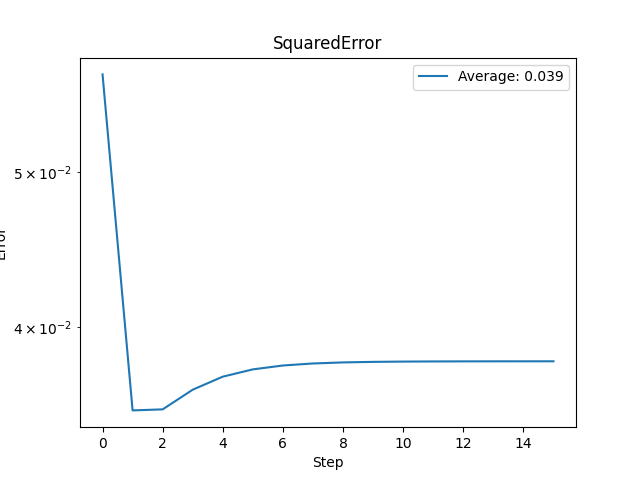 SquaredError
Average: 0.039
5 × 10⁻²
4 × 10⁻²
Error
0 2 4 6 8 10 12 14
Step